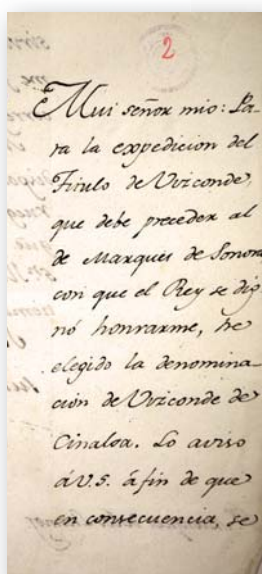 2
Mui señor mio: Pa-
ra la expedicion del
Titulo de Vizconde,
que debe preceder al
de Marqués de Sonora
con que el Rey se dig
nó honrarme, he
elegido la denomina-
cion de Vizconde de
Cinaloa. Lo aviso
á V.S. á fin de que
en consecuencia, se